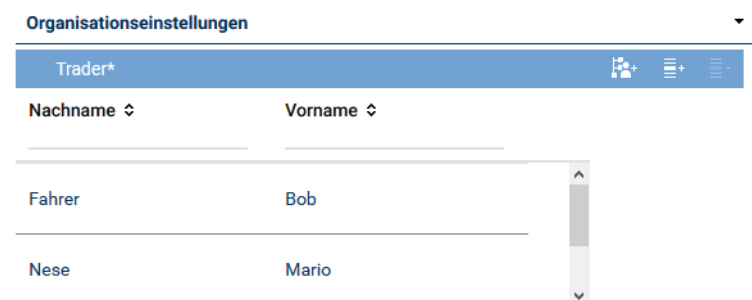 Organisationseinstellungen
Trader*
Nachname Vorname
Fahrer Bob
Nese Mario